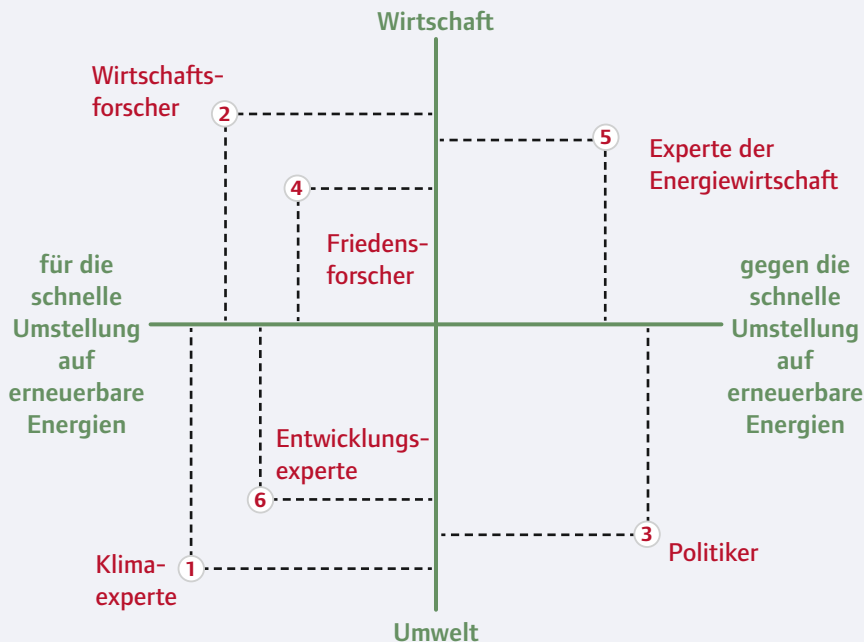 Wirtschaft
Wirtschafts-
forscher
2
5
Experte der
Energiewirtschaft
4
Friedens-
forscher
für die
schnelle
Umstellung
auf
erneuerbare
Energien
gegen die
schnelle
Umstellung
auf
erneuerbare
Energien
Entwicklungs-
experte
6
3
Politiker
Klima-
experte
1
Umwelt